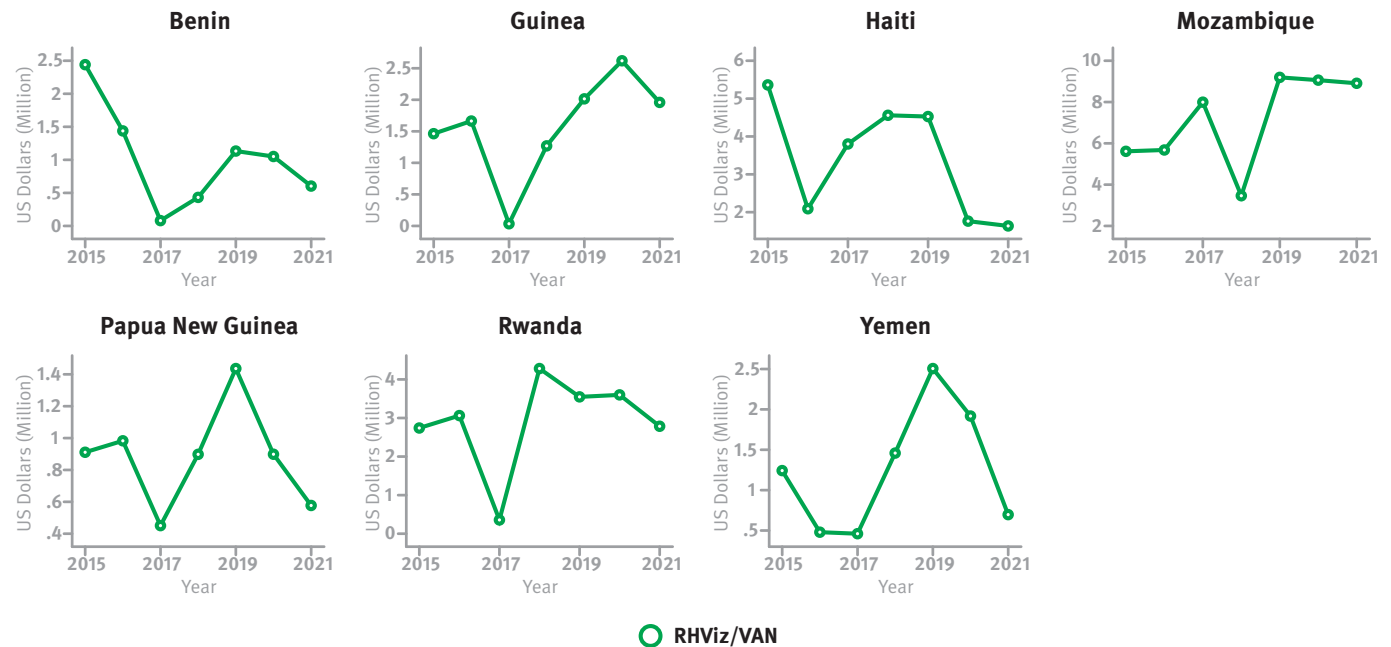 Benin
US Dollars (Million)
2.5
2
1.5
1
.5
0
2015 2017 2019 2021
Year
Guinea
US Dollars (Million)
2.5
2
1.5
1
.5
0
2015 2017 2019 2021
Year
Haiti
US Dollars (Million)
6
5
4
3
2
2015 2017 2019 2021
Year
Mozambique
US Dollars (Million)
10
8
6
4
2
2015 2017 2019 2021
Year
Papua New Guinea
US Dollars (Million)
1.4
1.2
1
.8
.6
.4
2015 2017 2019 2021
Year
Rwanda
US Dollars (Million)
4
3
2
1
0
2015 2017 2019 2021
Year
Yemen
US Dollars (Million)
2.5
2
1.5
1
.5
2015 2017 2019 2021
Year
RHViz/VAN